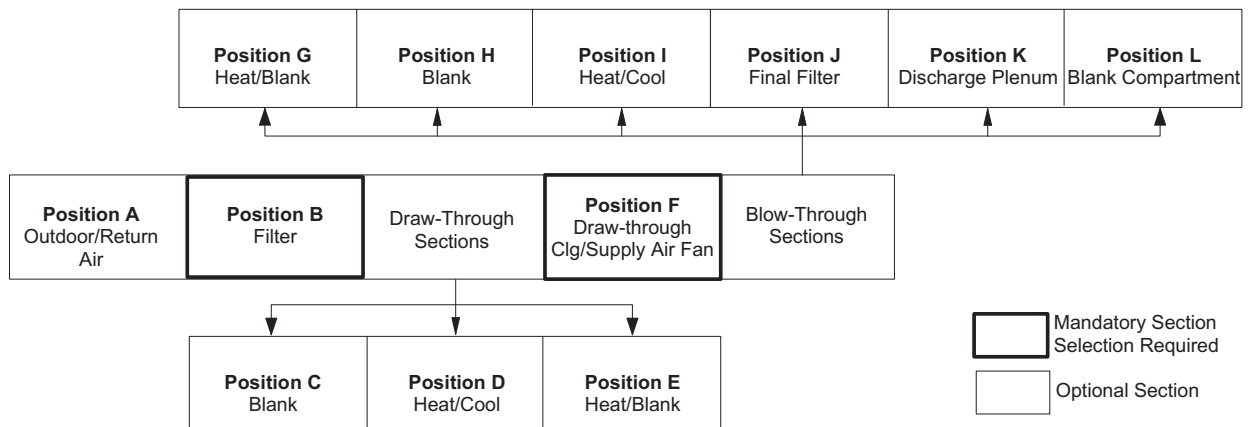 Position G
Heat/Blank
Position H
Blank
Position I
Heat/Cool
Position J
Final Filter
Position K
Discharge Plenum
Position L
Blank Compartment
Position A
Outdoor/Return
Air
Position B
Filter
Draw-Through
Sections
Position F
Draw-through
Clg/Supply Air Fan
Blow-Through
Sections
Position C
Blank
Position D
Heat/Cool
Position E
Heat/Blank
Mandatory Section
Selection Required
Optional Section